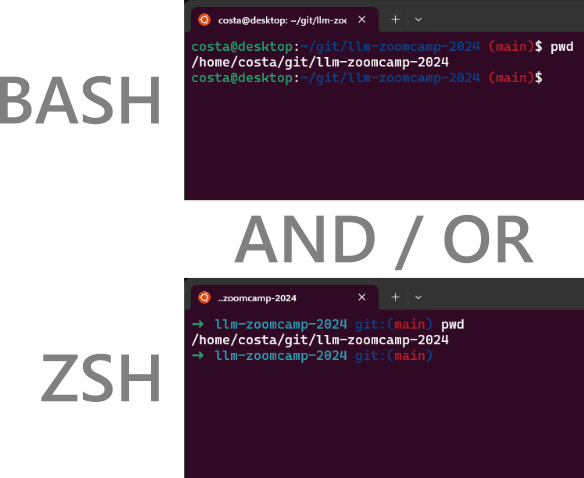 costa@desktop: ~/git/llm-zoo
costa@desktop:~/git/llm-zoomcamp-2024 (main)$ pwd
/home/costa/git/llm-zoomcamp-2024
costa@desktop:~/git/llm-zoomcamp-2024 (main)$
BASH
AND / OR
..zoomcamp-2024
➜ llm-zoomcamp-2024 git:(main) pwd
/home/costa/git/llm-zoomcamp-2024
➜ llm-zoomcamp-2024 git:(main)
ZSH